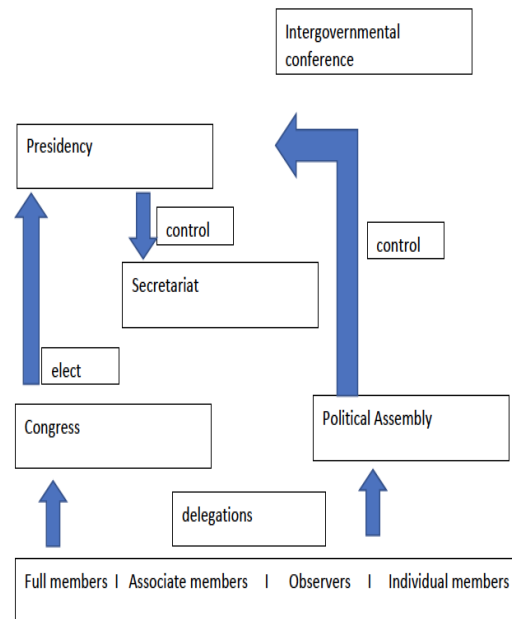 Intergovernmental
conference
Presidency
control
control
Secretariat
elect
Congress
Political Assembly
delegations
Full members I Associate members I Observers I Individual members